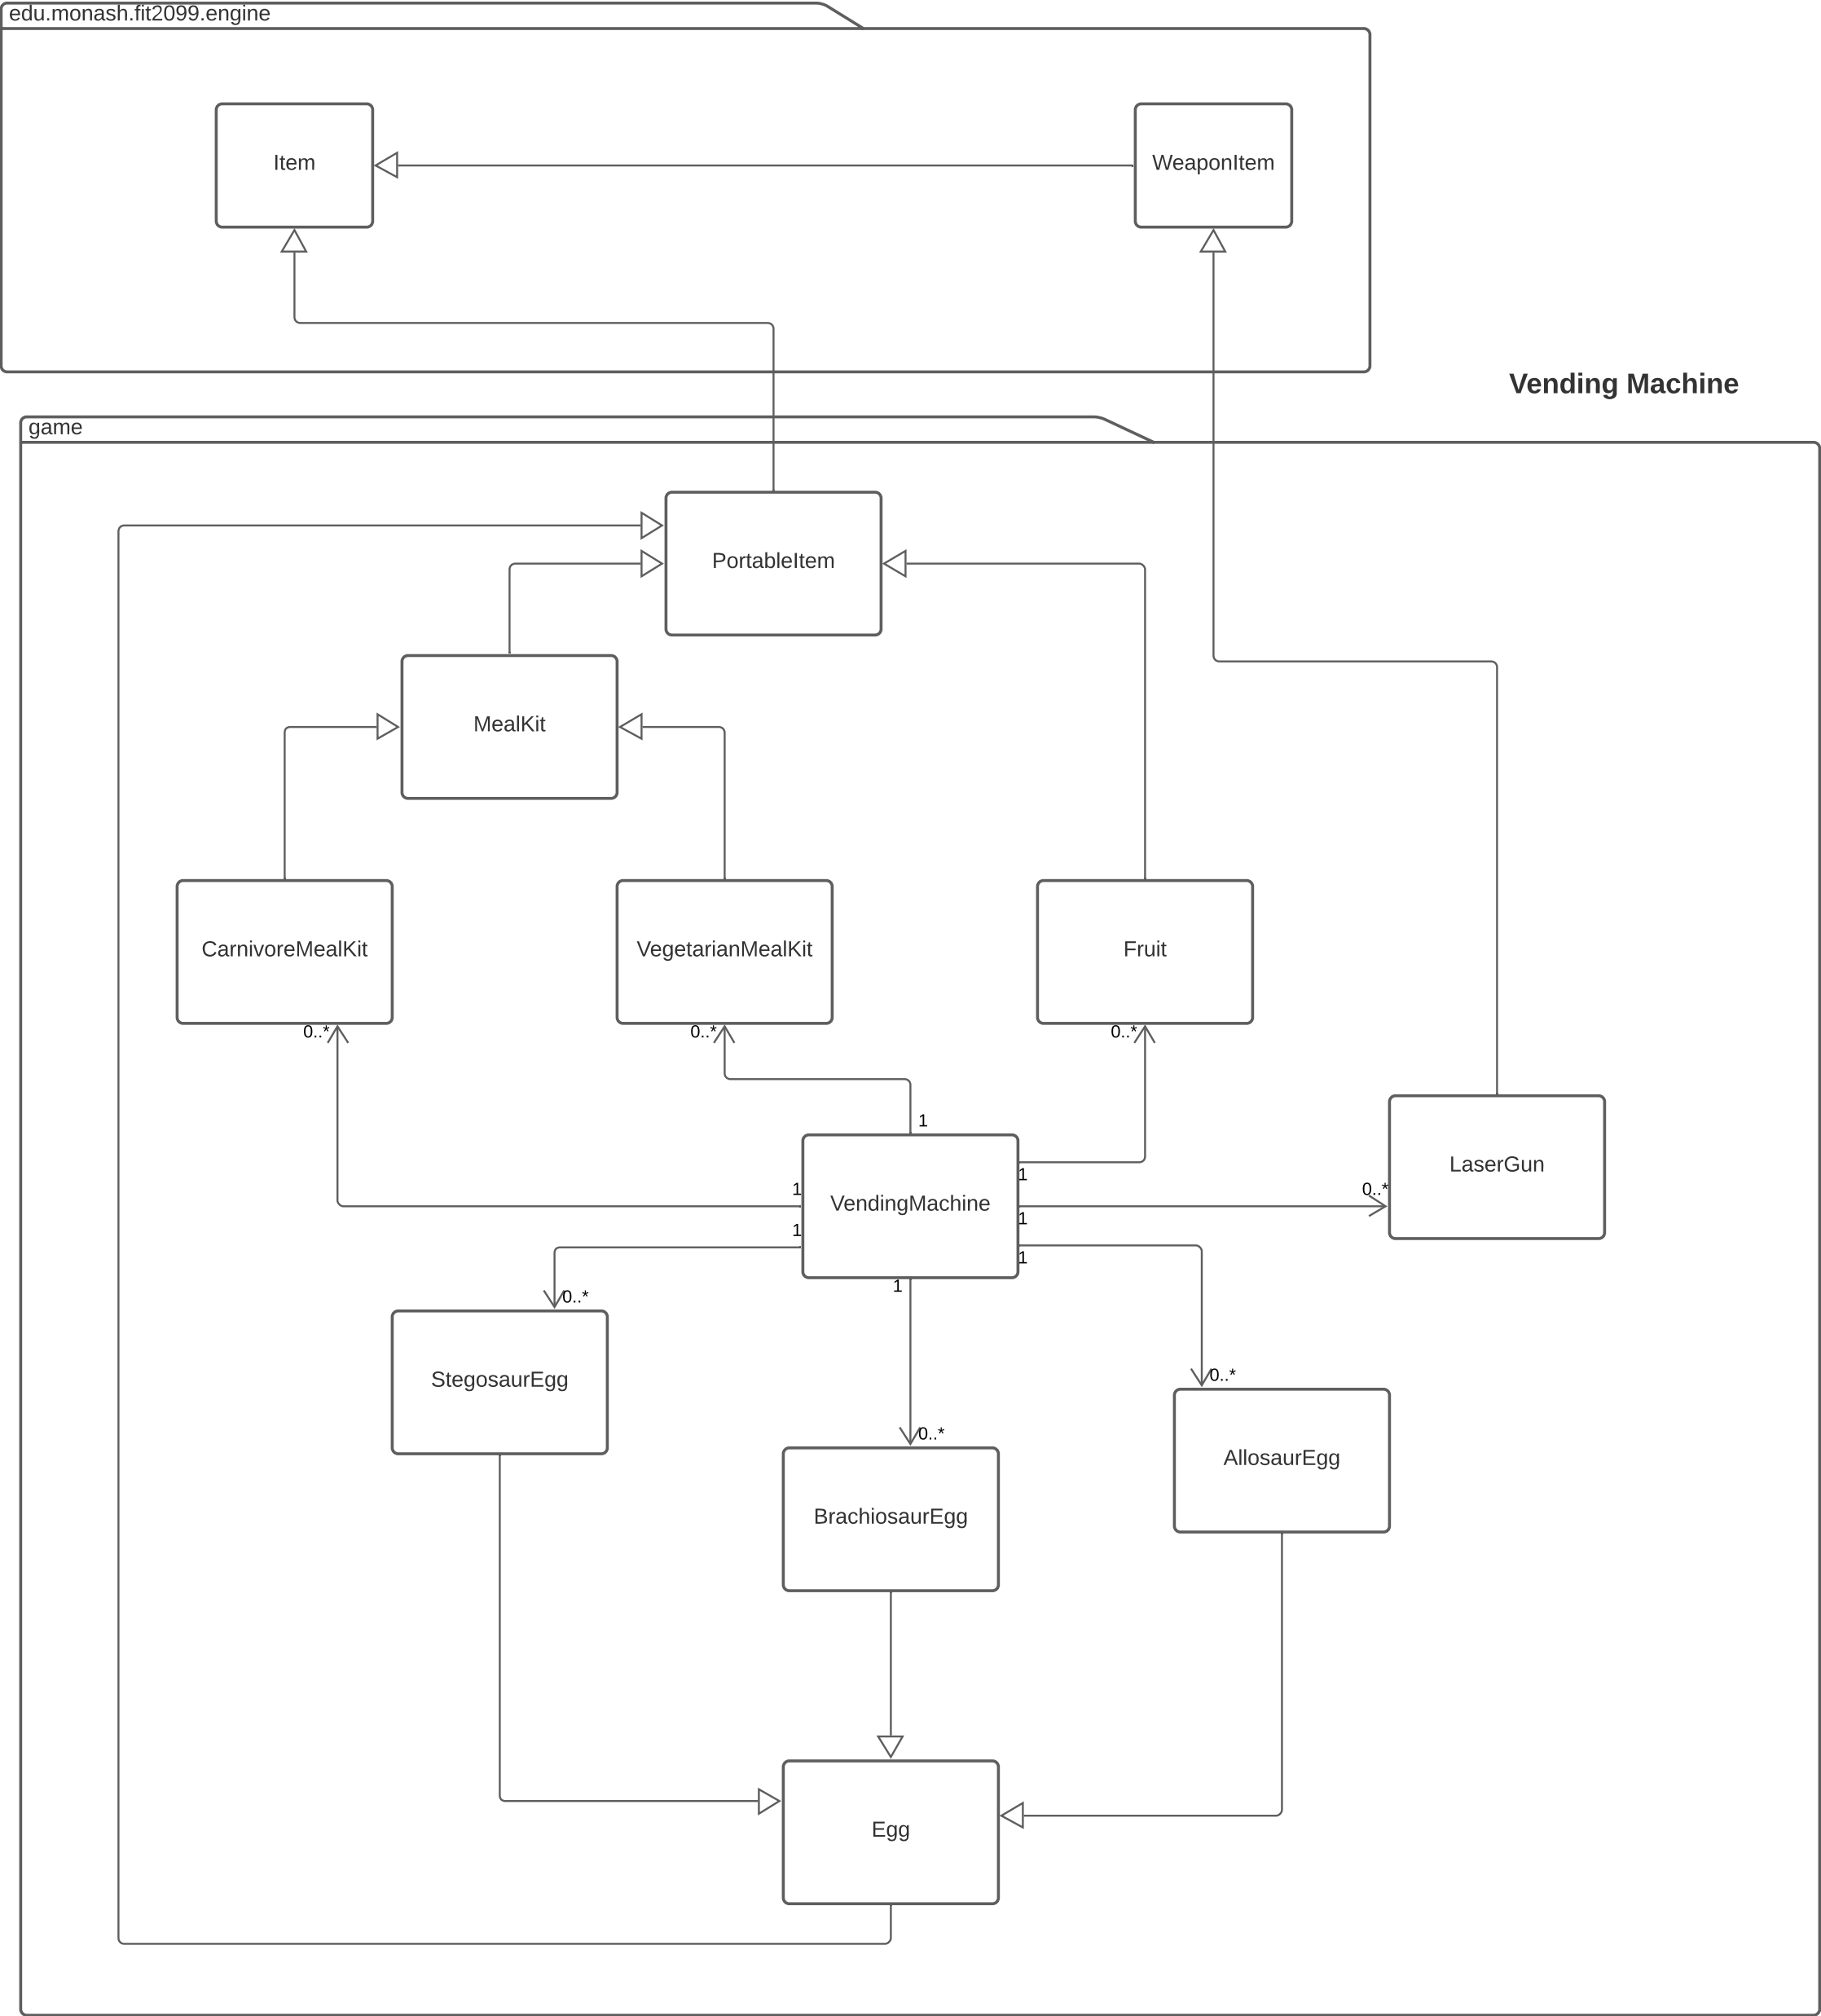 edu.monash.fit2099.engine
Item
WeaponItem
Vending Machine
game
PortableItem
MealKit
CarnivoreMealKit
VegetarianMealKit
Fruit
0..*
0..*
0..*
1
LaserGun
1
1
0..*
VendingMachine
1
1
1
1
0..*
0..*
StegosaurEgg
0..*
AllosaurEgg
BrachiosaurEgg
Egg